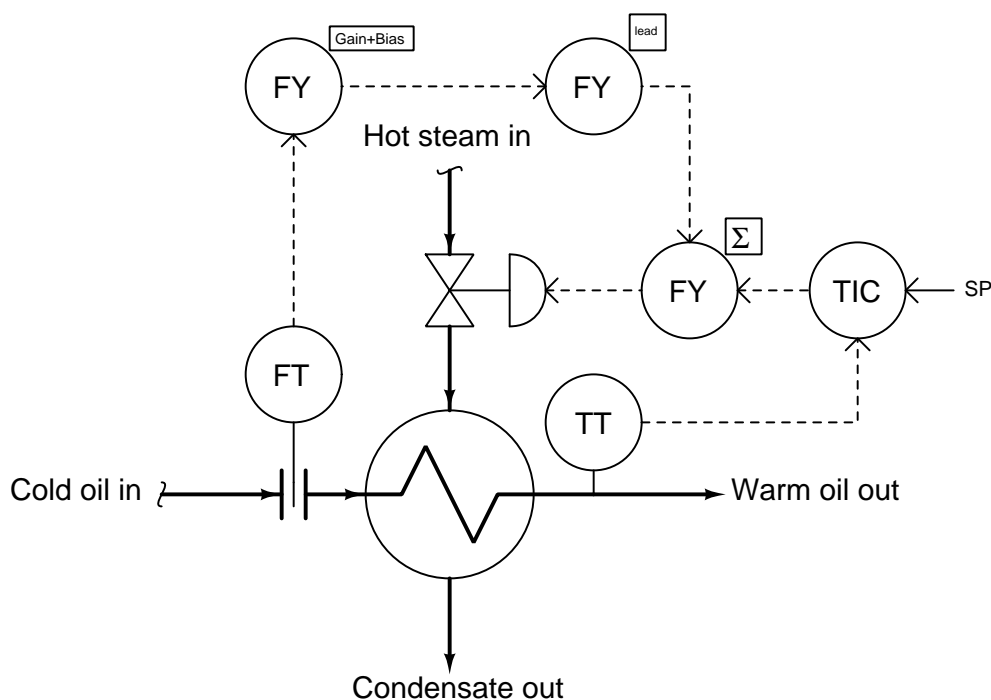 Gain+Bias
lead
FY
FY
Hot steam in
Σ
FY
TIC
SP
FT
TT
Cold oil in
Warm oil out
Condensate out